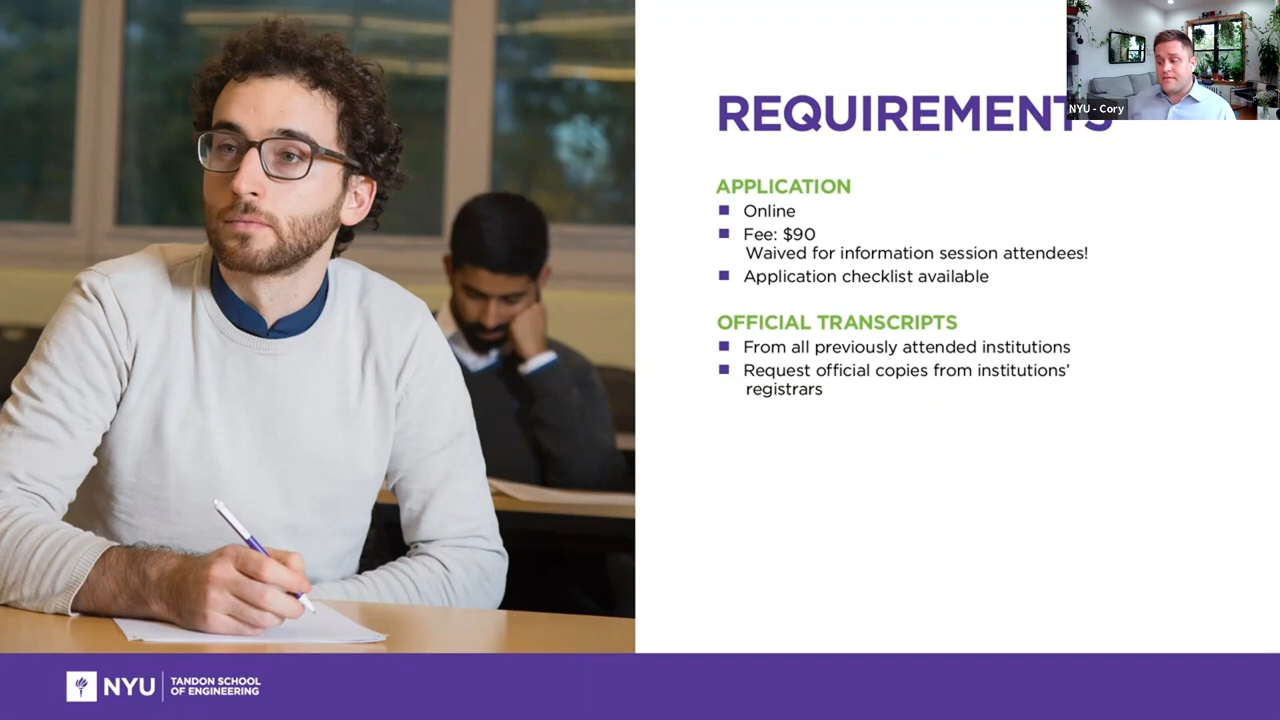 REQUIREMENTS
NYU - Cory
APPLICATION
Online
Fee: $90
Waived for information session attendees!
Application checklist available
OFFICIAL TRANSCRIPTS
From all previously attended institutions
Request official copies from institutions’
registrars
NYU
TANDON SCHOOL
OF ENGINEERING